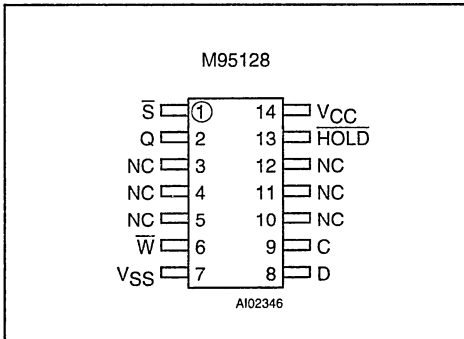 M95128
S̅ 1 14 VCC
Q 2 13 H̅O̅L̅D̅
NC 3 12 NC
NC 4 11 NC
NC 5 10 NC
W̅ 6 9 C
VSS 7 8 D
AI02346